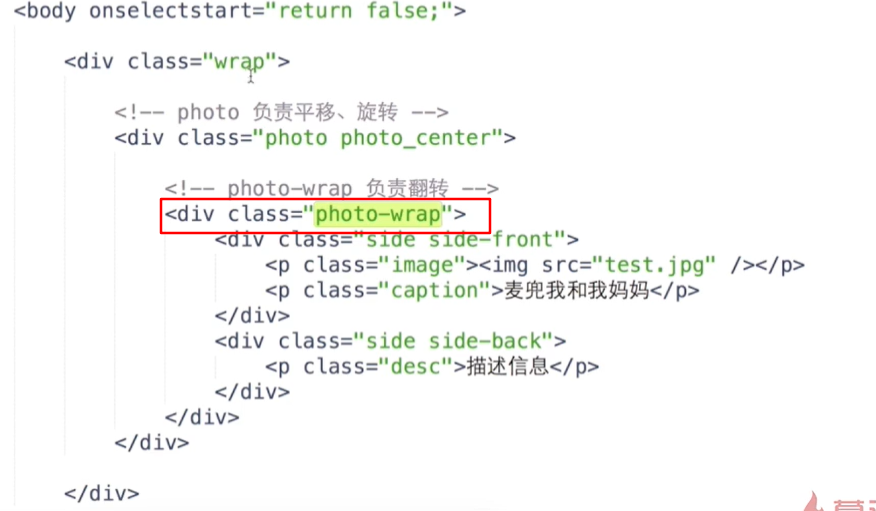 <body onselectstart="return false;">
<div class="wrap">
<!-- photo 负责平移、旋转 -->
<div class="photo photo_center">
<!-- photo-wrap 负责翻转 -->
<div class="photo-wrap">
<div class="side side-front">
<p class="image"><img src="test.jpg" /></p>
<p class="caption">麦兜我和我妈妈</p>
</div>
<div class="side side-back">
<p class="desc">描述信息</p>
</div>
</div>
</div>
</div>